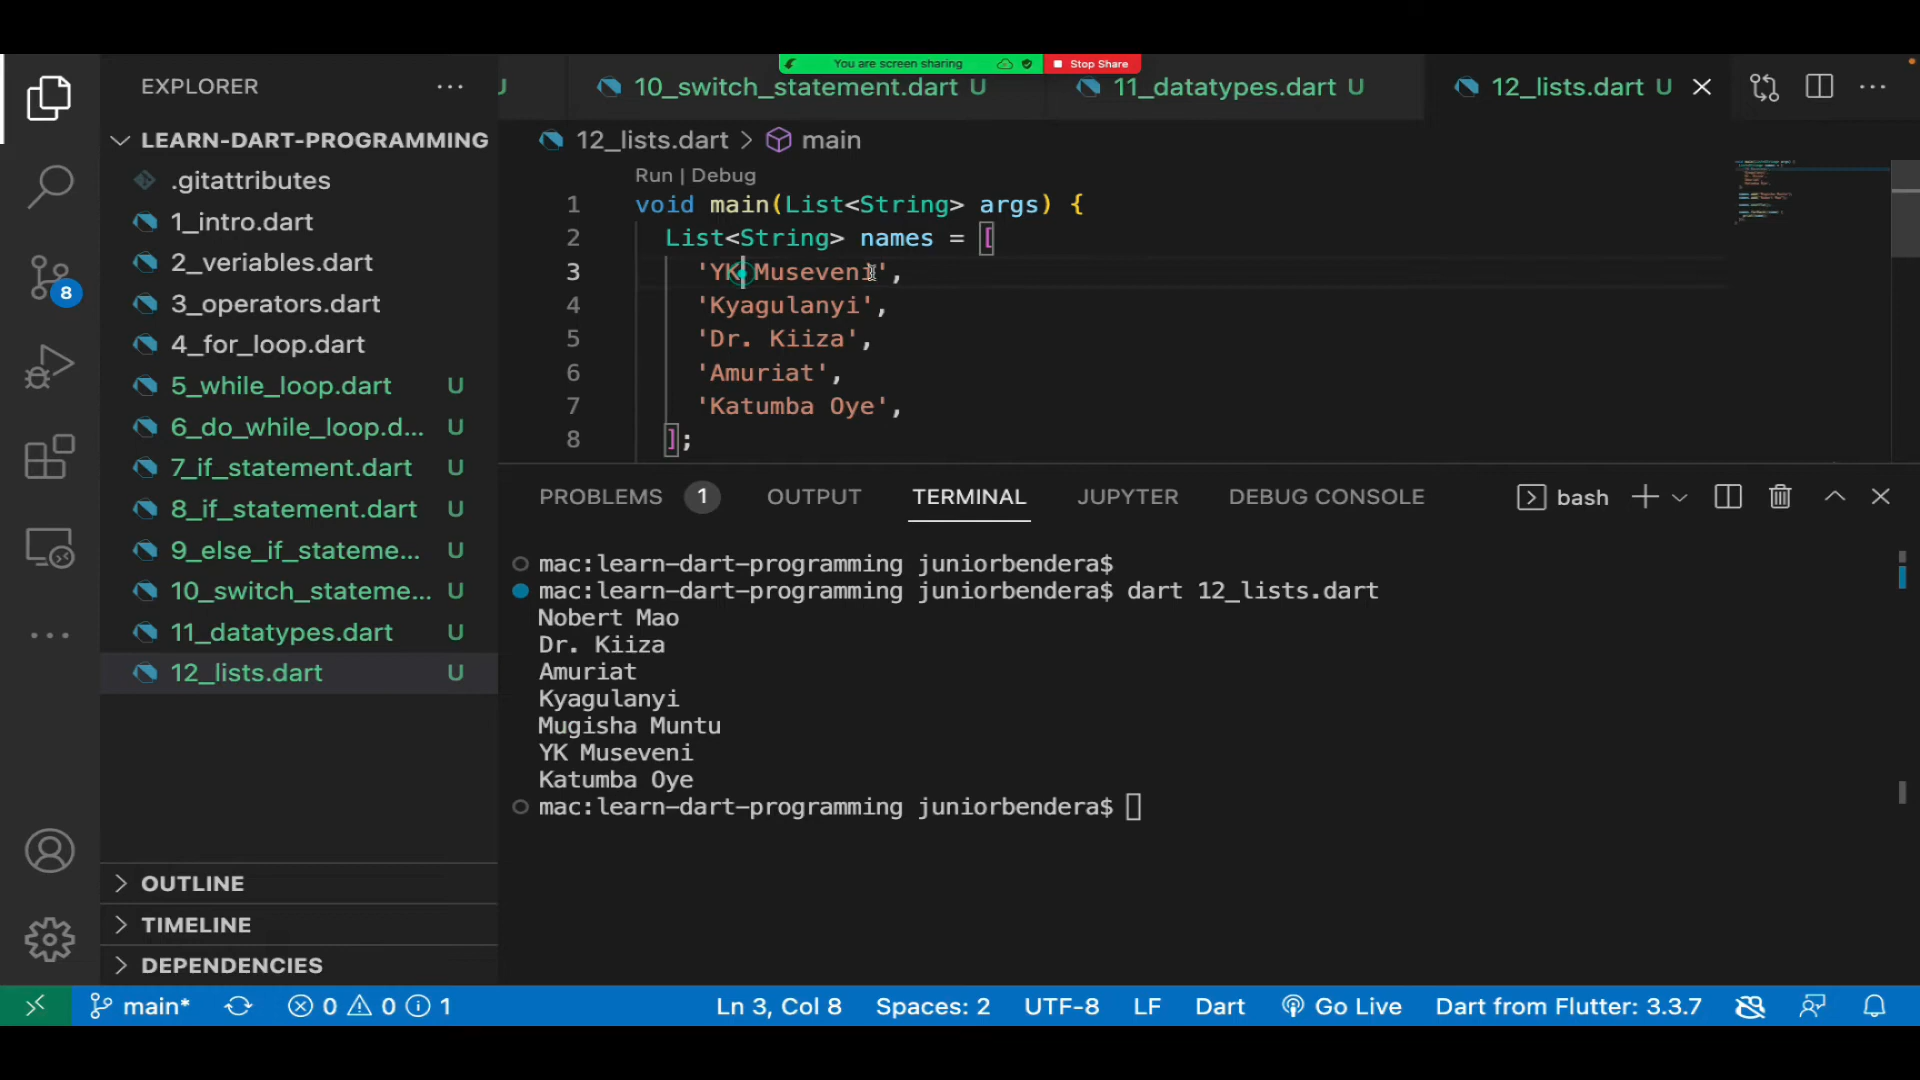 You are screen sharing Stop Share
EXPLORER
U
10_switch_statement.dart U
11_datatypes.dart U
12_lists.dart U
LEARN-DART-PROGRAMMING
.gitattributes
1_intro.dart
2_veriables.dart
3_operators.dart
4_for_loop.dart
5_while_loop.dart U
6_do_while_loop.d... U
7_if_statement.dart U
8_if_statement.dart U
9_else_if_stateme... U
10_switch_stateme... U
11_datatypes.dart U
12_lists.dart U
8
OUTLINE
TIMELINE
DEPENDENCIES
12_lists.dart > main
Run | Debug
1 void main(List<String> args) {
2 List<String> names = [
3 'YK Museveni',
4 'Kyagulanyi',
5 'Dr. Kiiza',
6 'Amuriat',
7 'Katumba Oye',
8 ];
PROBLEMS 1 OUTPUT TERMINAL JUPYTER DEBUG CONSOLE bash
mac:learn-dart-programming juniorbendera$
mac:learn-dart-programming juniorbendera$ dart 12_lists.dart
Nobert Mao
Dr. Kiiza
Amuriat
Kyagulanyi
Mugisha Muntu
YK Museveni
Katumba Oye
mac:learn-dart-programming juniorbendera$
main* 0 0 1 Ln 3, Col 8 Spaces: 2 UTF-8 LF Dart Go Live Dart from Flutter: 3.3.7